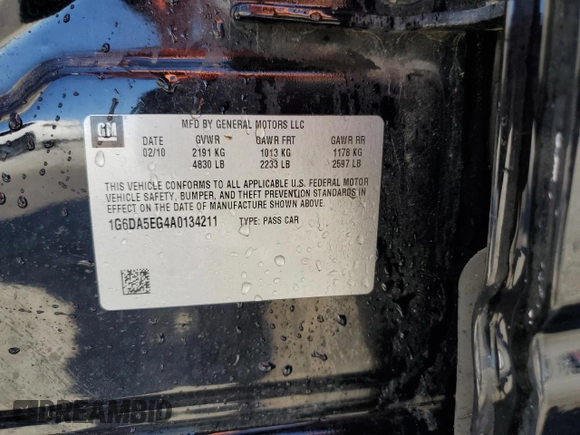 GM
MFD BY GENERAL MOTORS LLC
DATE GVWR GAWR FRT GAWR RR
02/10 2191 KG 1013 KG 1178 KG
4830 LB 2233 LB 2597 LB
THIS VEHICLE CONFORMS TO ALL APPLICABLE U.S. FEDERAL MOTOR
VEHICLE SAFETY, BUMPER, AND THEFT PREVENTION STANDARDS IN
EFFECT ON THE DATE OF MANUFACTURE SHOWN ABOVE.
1G6DA5EG4A0134211 TYPE: PASS CAR
DREAMBID